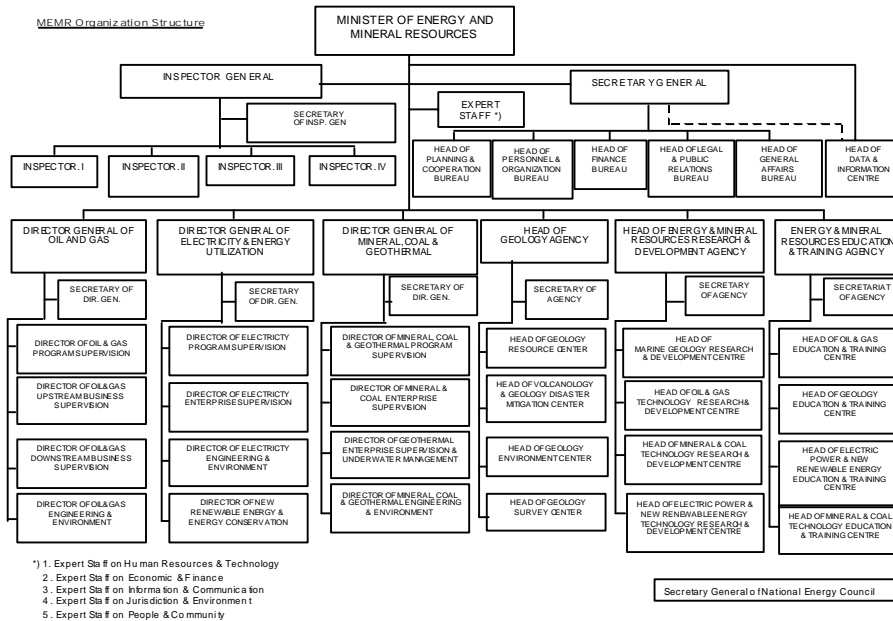 MEMR Organization Structure
MINISTER OF ENERGY AND
MINERAL RESOURCES
INSPECTOR GENERAL
SECRETARY GENERAL
SECRETARY
OF INSP. GEN
EXPERT
STAFF *)
INSPECTOR. I
INSPECTOR. II
INSPECTOR. III
INSPECTOR. IV
HEAD OF
PLANNING &
COOPERATION
BUREAU
HEAD OF
PERSONNEL &
ORGANIZATION
BUREAU
HEAD OF
FINANCE
BUREAU
HEAD OF LEGAL
& PUBLIC
RELATIONS
BUREAU
HEAD OF
GENERAL
AFFAIRS BUREAU
HEAD OF
DATA &
INFORMATION
CENTRE
DIRECTOR GENERAL OF
OIL AND GAS
DIRECTOR GENERAL OF
ELECTRICITY & ENERGY
UTILIZATION
DIRECTOR GENERAL OF
MINERAL, COAL &
GEOTHERMAL
HEAD OF
GEOLOGY AGENCY
HEAD OF ENERGY & MINERAL
RESOURCES RESEARCH &
DEVELOPMENT AGENCY
ENERGY & MINERAL
RESOURCES EDUCATION
& TRAINING AGENCY
SECRETARY OF
DIR. GEN.
SECRETARY
OF DIR. GEN.
SECRETARY OF
DIR. GEN.
SECRETARY OF
AGENCY
SECRETARY
OF AGENCY
SECRETARIAT
OF AGENCY
DIRECTOR OF OIL & GAS
PROGRAM SUPERVISION
DIRECTOR OF OIL & GAS
UPSTREAM BUSINESS
SUPERVISION
DIRECTOR OF OIL & GAS
DOWNSTREAM BUSINESS
SUPERVISION
DIRECTOR OF OIL & GAS
ENGINEERING &
ENVIRONMENT
DIRECTOR OF ELECTRICTY
PROGRAM SUPERVISION
DIRECTOR OF ELECTRICTY
ENTERPRISE SUPERVISION
DIRECTOR OF ELECTRICTY
ENGINEERING &
ENVIRONMENT
DIRECTOR OF NEW
RENEWABLE ENERGY &
ENERGY CONSERVATION
DIRECTOR OF MINERAL, COAL
& GEOTHERMAL PROGRAM
SUPERVISION
DIRECTOR OF MINERAL &
COAL ENTERPRISE
SUPERVISION
DIRECTOR OF GEOTHERMAL
ENTERPRISE SUPERVISION &
UNDERWATER MANAGEMENT
DIRECTOR OF MINERAL, COAL
& GEOTHERMAL ENGINEERING
& ENVIRONMENT
HEAD OF GEOLOGY
RESOURCE CENTER
HEAD OF VOLCANOLOGY
& GEOLOGY DISASTER
MITIGATION CENTER
HEAD OF GEOLOGY
ENVIRONMENT CENTER
HEAD OF GEOLOGY
SURVEY CENTER
HEAD OF
MARINE GEOLOGY RESEARCH
& DEVELOPMENT CENTRE
HEAD OF OIL & GAS
TECHNOLOGY RESEARCH &
DEVELOPMENT CENTRE
HEAD OF MINERAL & COAL
TECHNOLOGY RESEARCH &
DEVELOPMENT CENTRE
HEAD OF ELECTRIC POWER &
NEW RENEWABLE ENERGY
TECHNOLOGY RESEARCH &
DEVELOPMENT CENTRE
HEAD OF OIL & GAS
EDUCATION & TRAINING
CENTRE
HEAD OF GEOLOGY
EDUCATION & TRAINING
CENTRE
HEAD OF ELECTRIC
POWER & NEW
RENEWABLE ENERGY
EDUCATION & TRAINING
CENTRE
HEAD OF MINERAL & COAL
TECHNOLOGY EDUCATION
& TRAINING CENTRE
*) 1. Expert Staff on Human Resources & Technology
2. Expert Staff on Economic & Finance
3. Expert Staff on Information & Communication
4. Expert Staff on Jurisdiction & Environment
5. Expert Staff on People & Community
Secretary General of National Energy Council